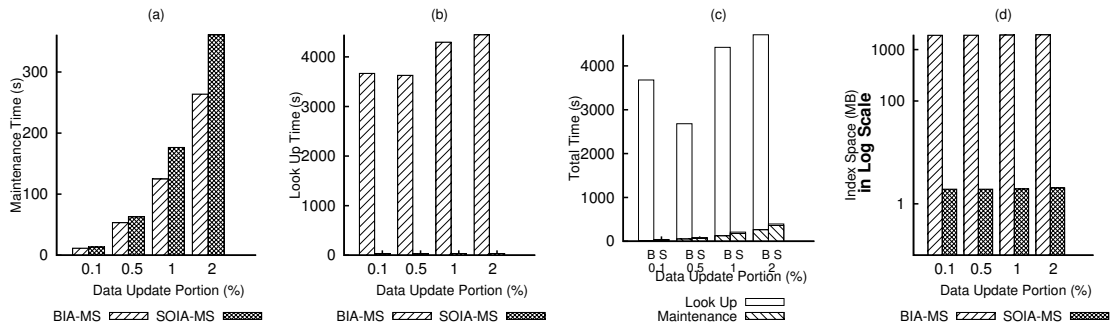 (a)
Maintenance Time (s)
300
200
100
0
0.1 0.5 1 2
Data Update Portion (%)
BIA-MS SOIA-MS
(b)
Look Up Time (s)
4000
3000
2000
1000
0
0.1 0.5 1 2
Data Update Portion (%)
BIA-MS SOIA-MS
(c)
Total Time (s)
4000
3000
2000
1000
0
B S B S B S B S
0.1 0.5 1 2
Data Update Portion (%)
Look Up
Maintenance
(d)
Index Space (MB)
in Log Scale
1000
100
1
0.1 0.5 1 2
Data Update Portion (%)
BIA-MS SOIA-MS